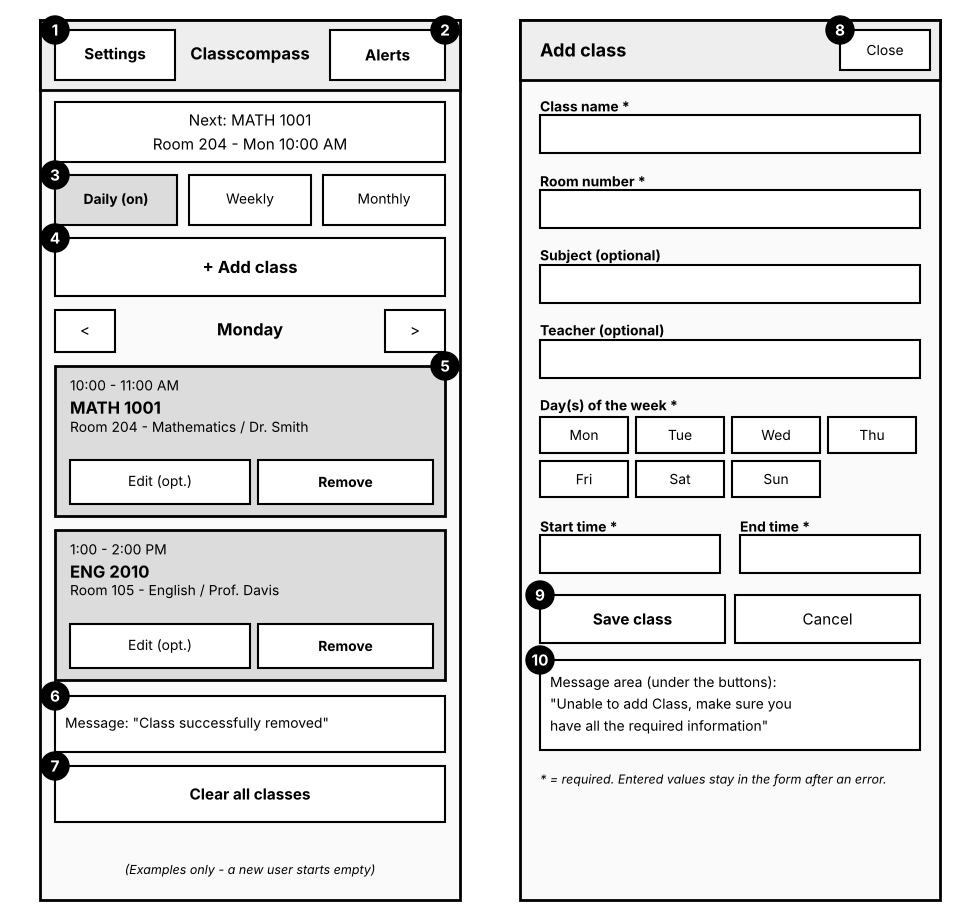 1
2
Settings
Classcompass
Alerts
Next: MATH 1001
Room 204 - Mon 10:00 AM
3
Daily (on)
Weekly
Monthly
4
+ Add class
<
Monday
>
5
10:00 - 11:00 AM
MATH 1001
Room 204 - Mathematics / Dr. Smith
Edit (opt.)
Remove
1:00 - 2:00 PM
ENG 2010
Room 105 - English / Prof. Davis
Edit (opt.)
Remove
6
Message: "Class successfully removed"
7
Clear all classes
(Examples only - a new user starts empty)
8
Add class
Close
Class name *
Room number *
Subject (optional)
Teacher (optional)
Day(s) of the week *
Mon
Tue
Wed
Thu
Fri
Sat
Sun
Start time *
End time *
9
Save class
Cancel
10
Message area (under the buttons):
"Unable to add Class, make sure you
have all the required information"
* = required. Entered values stay in the form after an error.